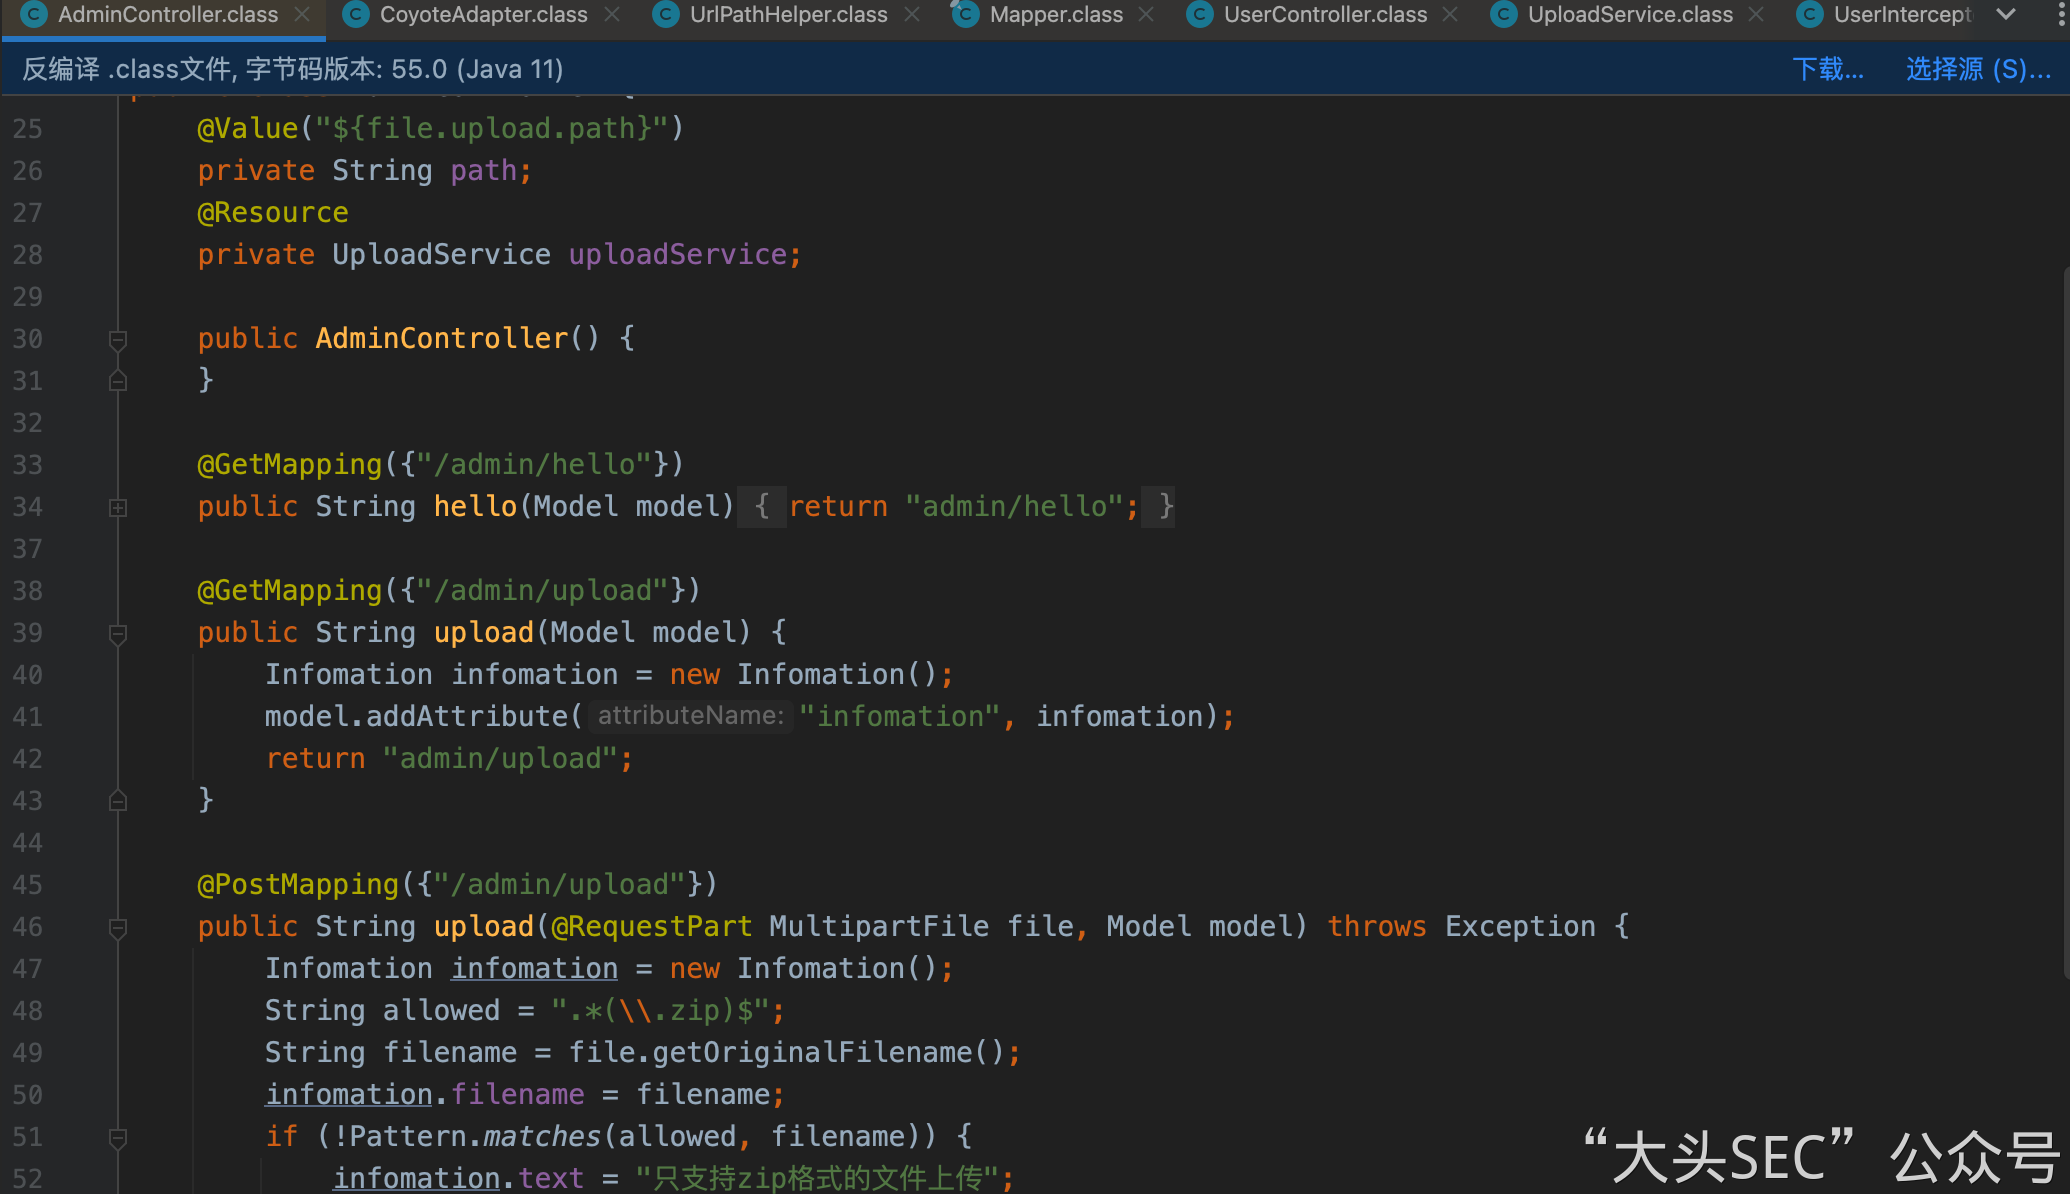 AdminController.class CoyoteAdapter.class UrlPathHelper.class Mapper.class UserController.class UploadService.class UserIntercept
反编译 .class文件, 字节码版本: 55.0 (Java 11) 下载... 选择源 (S)...
25 @Value("${file.upload.path}")
26 private String path;
27 @Resource
28 private UploadService uploadService;
29
30 public AdminController() {
31 }
32
33 @GetMapping({"/admin/hello"})
34 public String hello(Model model) { return "admin/hello"; }
37
38 @GetMapping({"/admin/upload"})
39 public String upload(Model model) {
40 Infomation infomation = new Infomation();
41 model.addAttribute( attributeName: "infomation", infomation);
42 return "admin/upload";
43 }
44
45 @PostMapping({"/admin/upload"})
46 public String upload(@RequestPart MultipartFile file, Model model) throws Exception {
47 Infomation infomation = new Infomation();
48 String allowed = ".*(\\.zip)$";
49 String filename = file.getOriginalFilename();
50 infomation.filename = filename;
51 if (!Pattern.matches(allowed, filename)) {
52 infomation.text = "只支持zip格式的文件上传";
“大头SEC”公众号